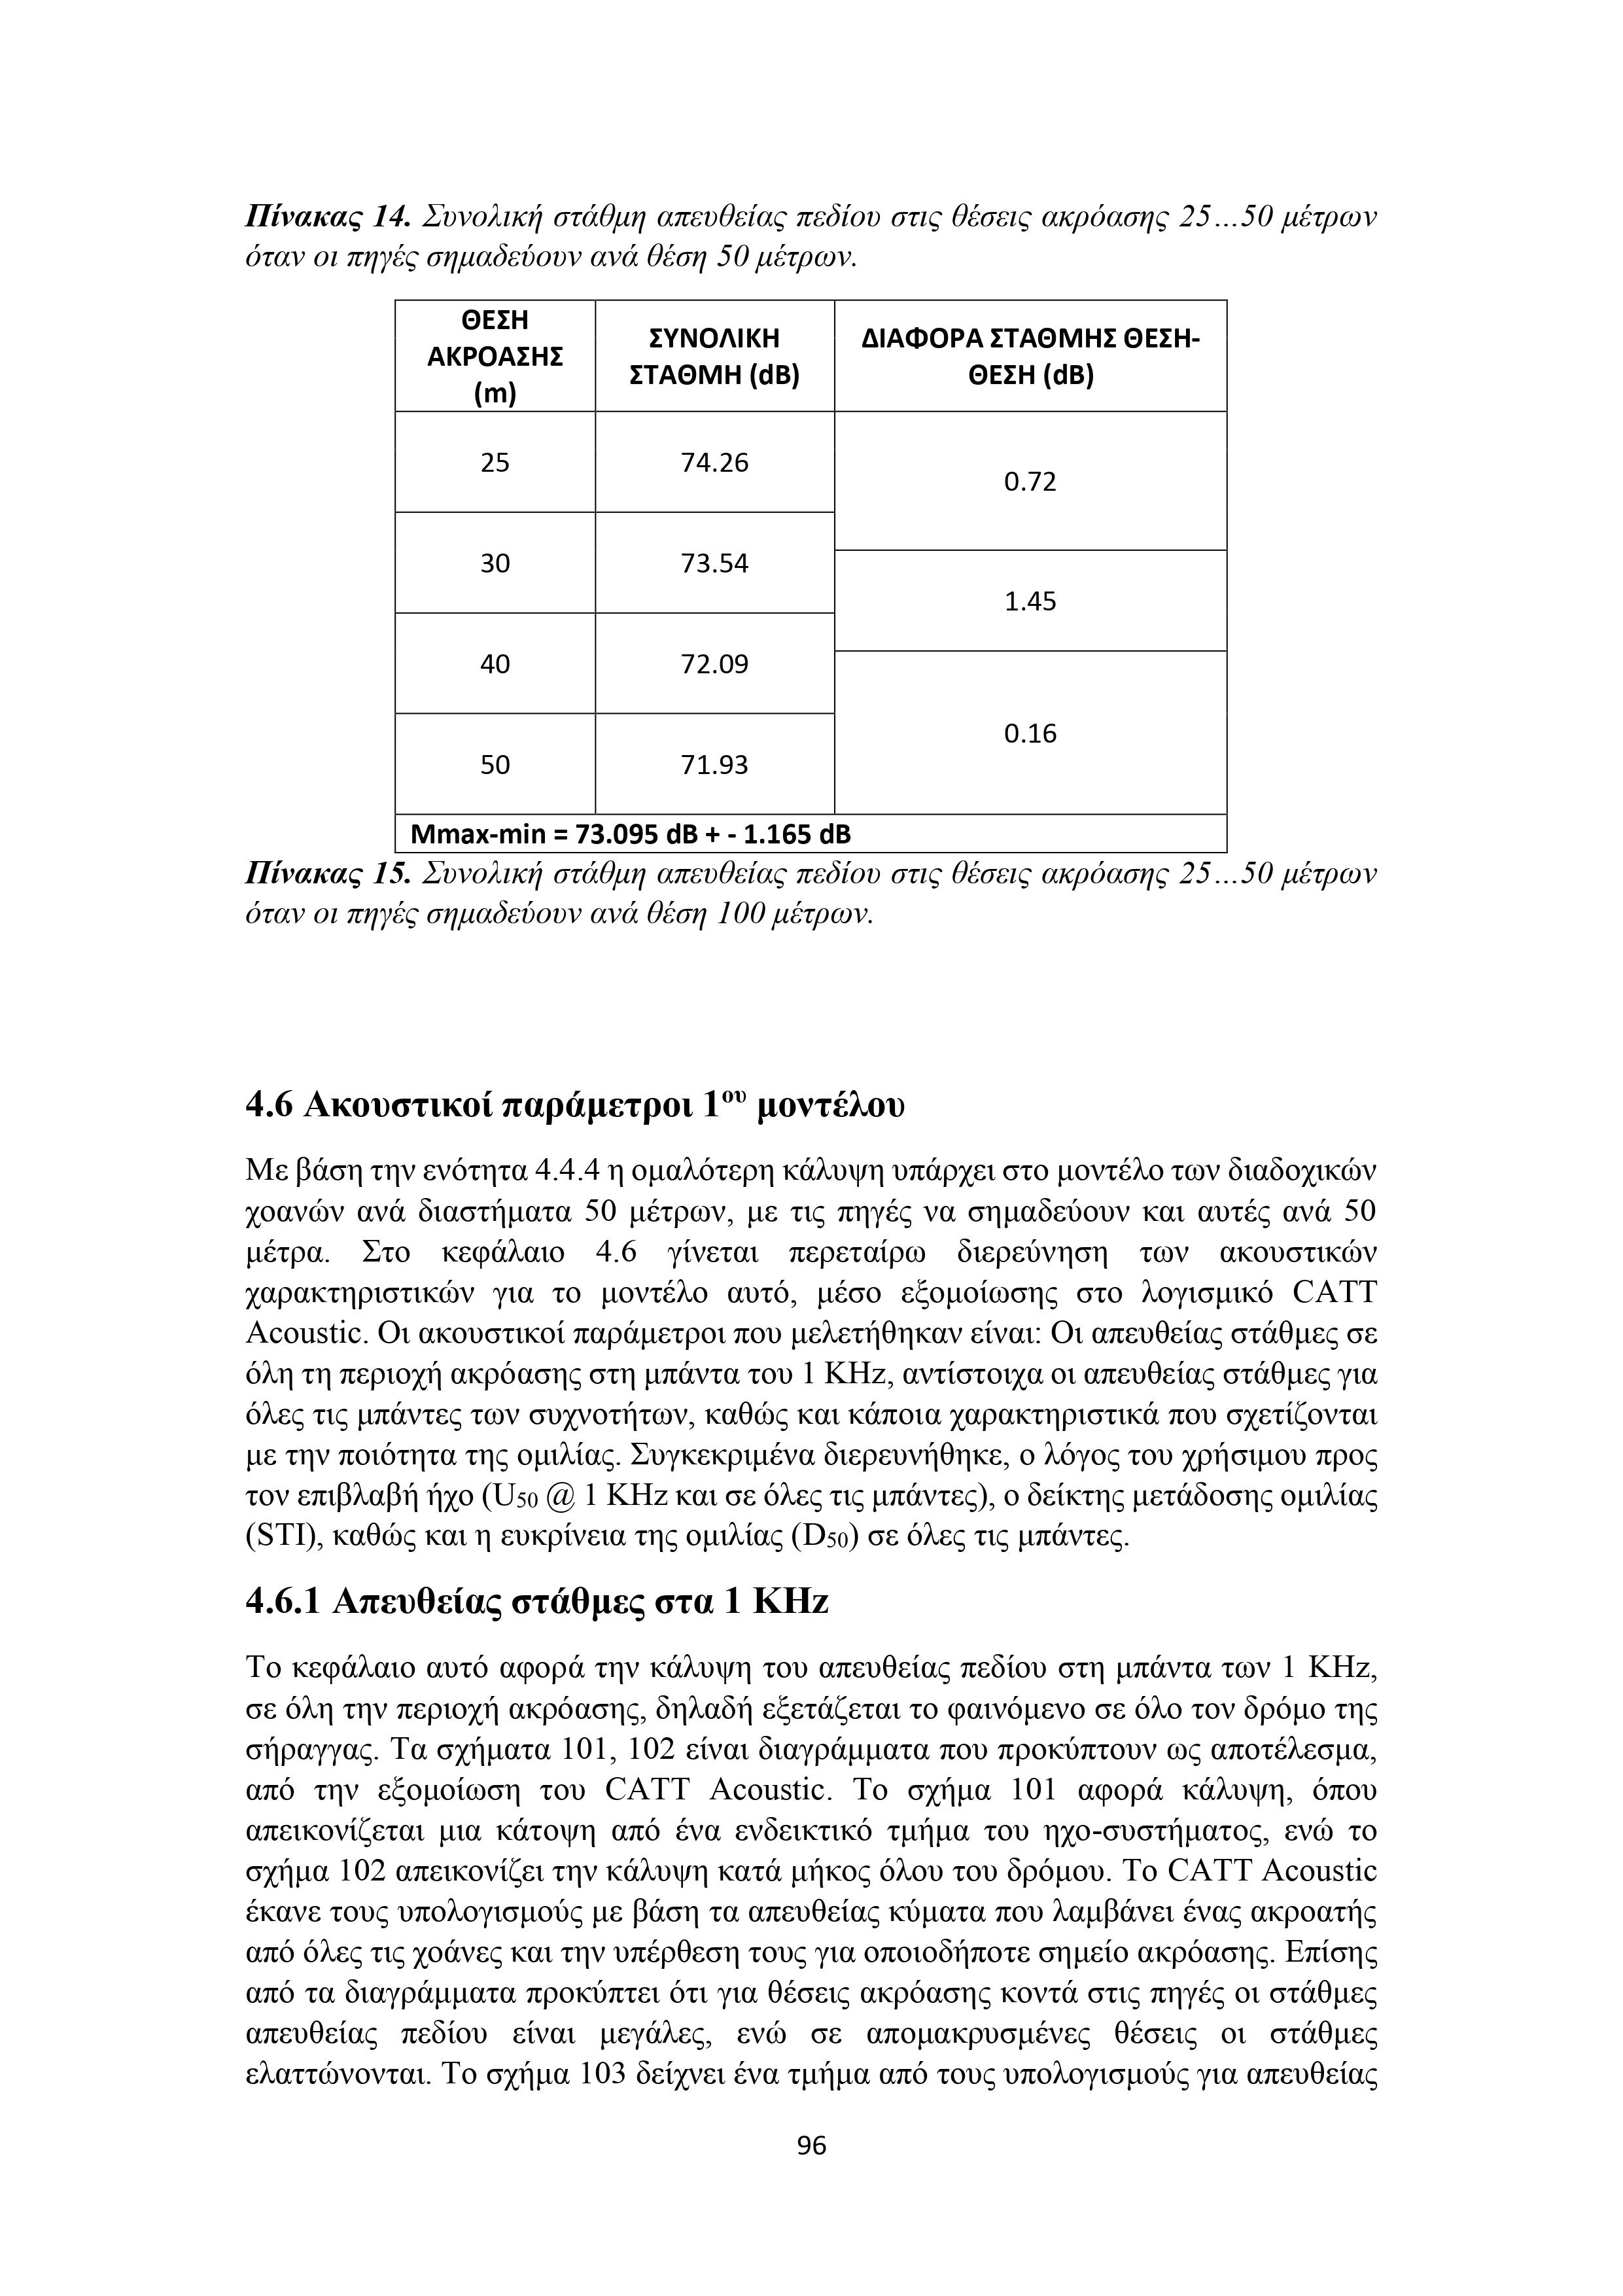 Πίνακας 14. Συνολική στάθμη απευθείας πεδίου στις θέσεις ακρόασης 25…50 μέτρων
όταν οι πηγές σημαδεύουν ανά θέση 50 μέτρων.
ΘΕΣΗ
ΑΚΡΟΑΣΗΣ
(m)
ΣΥΝΟΛΙΚΗ
ΣΤΑΘΜΗ (dB)
ΔΙΑΦΟΡΑ ΣΤΑΘΜΗΣ ΘΕΣΗ-
ΘΕΣΗ (dB)
25 74.26
0.72
30 73.54
1.45
40 72.09
0.16
50 71.93
Mmax-min = 73.095 dB + - 1.165 dB
Πίνακας 15. Συνολική στάθμη απευθείας πεδίου στις θέσεις ακρόασης 25…50 μέτρων
όταν οι πηγές σημαδεύουν ανά θέση 100 μέτρων.
4.6 Ακουστικοί παράμετροι 1ου μοντέλου
Με βάση την ενότητα 4.4.4 η ομαλότερη κάλυψη υπάρχει στο μοντέλο των διαδοχικών
χοανών ανά διαστήματα 50 μέτρων, με τις πηγές να σημαδεύουν και αυτές ανά 50
μέτρα. Στο κεφάλαιο 4.6 γίνεται περεταίρω διερεύνηση των ακουστικών
χαρακτηριστικών για το μοντέλο αυτό, μέσο εξομοίωσης στο λογισμικό CATT
Acoustic. Οι ακουστικοί παράμετροι που μελετήθηκαν είναι: Οι απευθείας στάθμες σε
όλη τη περιοχή ακρόασης στη μπάντα του 1 KHz, αντίστοιχα οι απευθείας στάθμες για
όλες τις μπάντες των συχνοτήτων, καθώς και κάποια χαρακτηριστικά που σχετίζονται
με την ποιότητα της ομιλίας. Συγκεκριμένα διερευνήθηκε, ο λόγος του χρήσιμου προς
τον επιβλαβή ήχο (U50 @ 1 KHz και σε όλες τις μπάντες), ο δείκτης μετάδοσης ομιλίας
(STI), καθώς και η ευκρίνεια της ομιλίας (D50) σε όλες τις μπάντες.
4.6.1 Απευθείας στάθμες στα 1 KHz
Το κεφάλαιο αυτό αφορά την κάλυψη του απευθείας πεδίου στη μπάντα των 1 KHz,
σε όλη την περιοχή ακρόασης, δηλαδή εξετάζεται το φαινόμενο σε όλο τον δρόμο της
σήραγγας. Τα σχήματα 101, 102 είναι διαγράμματα που προκύπτουν ως αποτέλεσμα,
από την εξομοίωση του CATT Acoustic. Το σχήμα 101 αφορά κάλυψη, όπου
απεικονίζεται μια κάτοψη από ένα ενδεικτικό τμήμα του ηχο-συστήματος, ενώ το
σχήμα 102 απεικονίζει την κάλυψη κατά μήκος όλου του δρόμου. Το CATT Acoustic
έκανε τους υπολογισμούς με βάση τα απευθείας κύματα που λαμβάνει ένας ακροατής
από όλες τις χοάνες και την υπέρθεση τους για οποιοδήποτε σημείο ακρόασης. Επίσης
από τα διαγράμματα προκύπτει ότι για θέσεις ακρόασης κοντά στις πηγές οι στάθμες
απευθείας πεδίου είναι μεγάλες, ενώ σε απομακρυσμένες θέσεις οι στάθμες
ελαττώνονται. Το σχήμα 103 δείχνει ένα τμήμα από τους υπολογισμούς για απευθείας
96